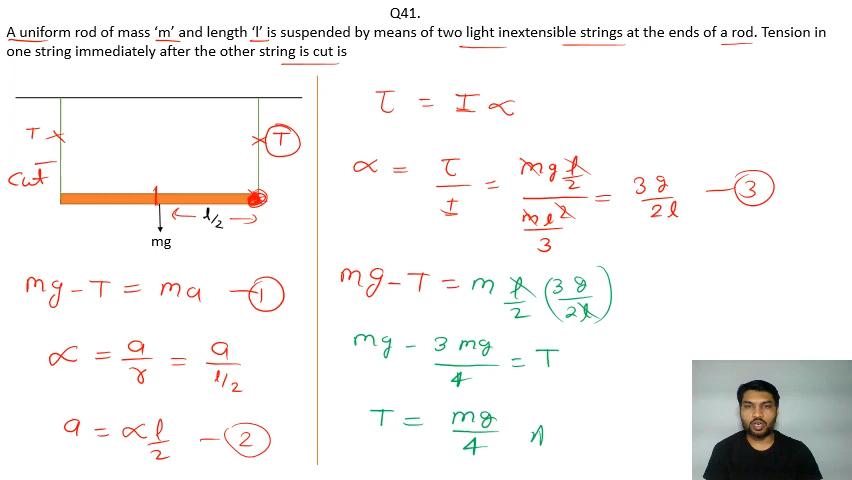 Q41.
A uniform rod of mass ‘m’ and length ‘l’ is suspended by means of two light inextensible strings at the ends of a rod. Tension in
one string immediately after the other string is cut is
T
T
Cut
l/2
mg
mg - T = ma — 1
α = a/r = a/(l/2)
a = α l/2 — 2
τ = I α
α = τ/I = (mg l/2)/(ml²/3) = 3g/2l — 3
mg - T = m l/2 (3g/2l)
mg - 3mg/4 = T
T = mg/4